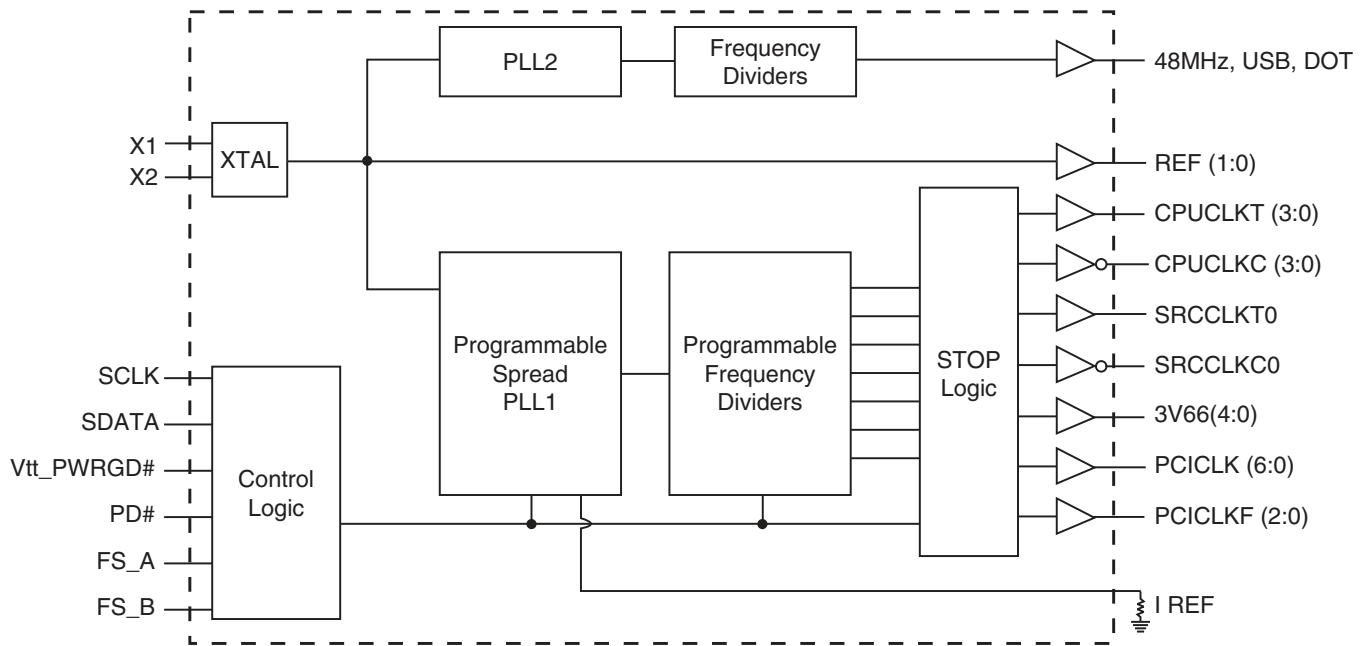 PLL2
Frequency
Dividers
48MHz, USB, DOT
X1
X2
XTAL
REF (1:0)
CPUCLKT (3:0)
CPUCLKC (3:0)
SRCCLKT0
SRCCLKC0
3V66(4:0)
PCICLK (6:0)
PCICLKF (2:0)
Programmable
Spread
PLL1
Programmable
Frequency
Dividers
STOP
Logic
SCLK
SDATA
Vtt_PWRGD#
PD#
FS_A
FS_B
Control
Logic
I REF